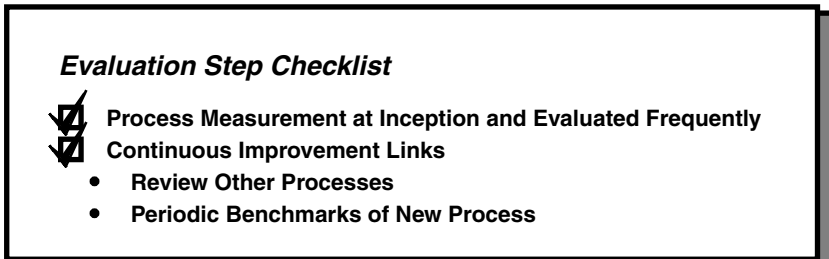 Evaluation Step Checklist
Process Measurement at Inception and Evaluated Frequently
Continuous Improvement Links
• Review Other Processes
• Periodic Benchmarks of New Process